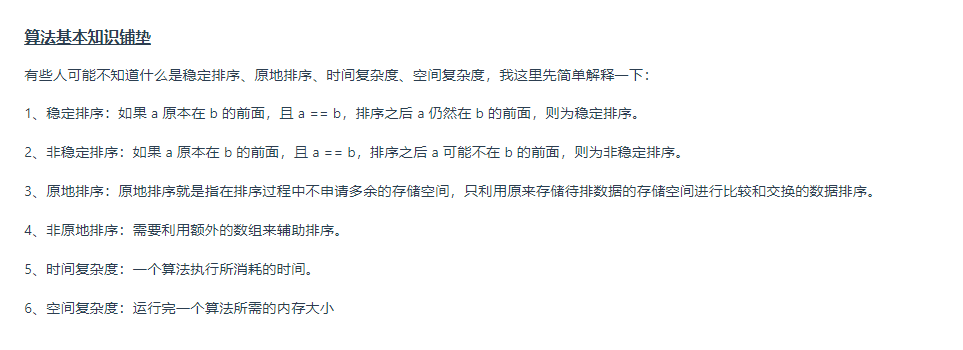 算法基本知识铺垫
有些人可能不知道什么是稳定排序、原地排序、时间复杂度、空间复杂度，我这里先简单解释一下：
1、稳定排序：如果 a 原本在 b 的前面，且 a == b，排序之后 a 仍然在 b 的前面，则为稳定排序。
2、非稳定排序：如果 a 原本在 b 的前面，且 a == b，排序之后 a 可能不在 b 的前面，则为非稳定排序。
3、原地排序：原地排序就是指在排序过程中不申请多余的存储空间，只利用原来存储待排数据的存储空间进行比较和交换的数据排序。
4、非原地排序：需要利用额外的数组来辅助排序。
5、时间复杂度：一个算法执行所消耗的时间。
6、空间复杂度：运行完一个算法所需的内存大小